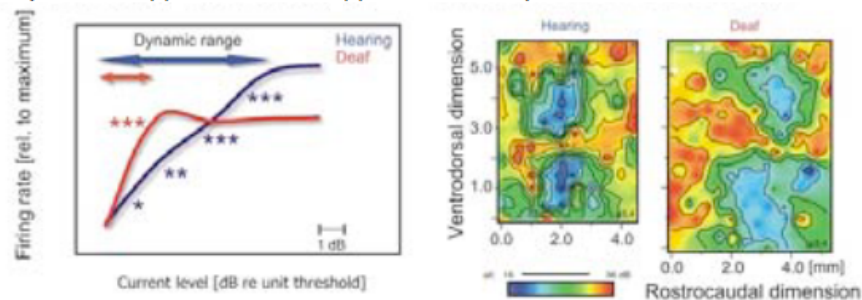 Dynamic range
Hearing
Deaf
***
***
***
**
*
1 dB
Firing rate [rel. to maximum]
Current level [dB re unit threshold]
Hearing
Deaf
Ventrodorsal dimension
5.0
3.0
1.0
0.0 2.0 4.0
0.0 2.0 4.0 [mm]
Rostrocaudal dimension